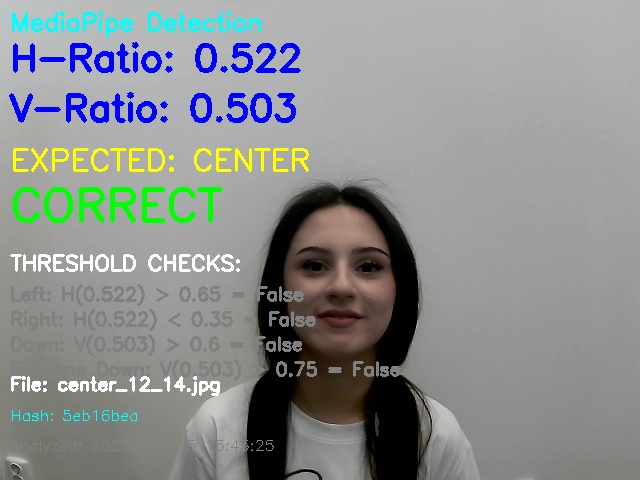 MediaPipe Detection
H-Ratio: 0.522
V-Ratio: 0.503
EXPECTED: CENTER
CORRECT
THRESHOLD CHECKS:
Left: H(0.522) > 0.65 = False
Right: H(0.522) < 0.35 = False
Down: V(0.503) > 0.6 = False
Down: V(0.503) > 0.75 = False
File: center_12_14.jpg
Hash: 5eb16bea
Analyzed: